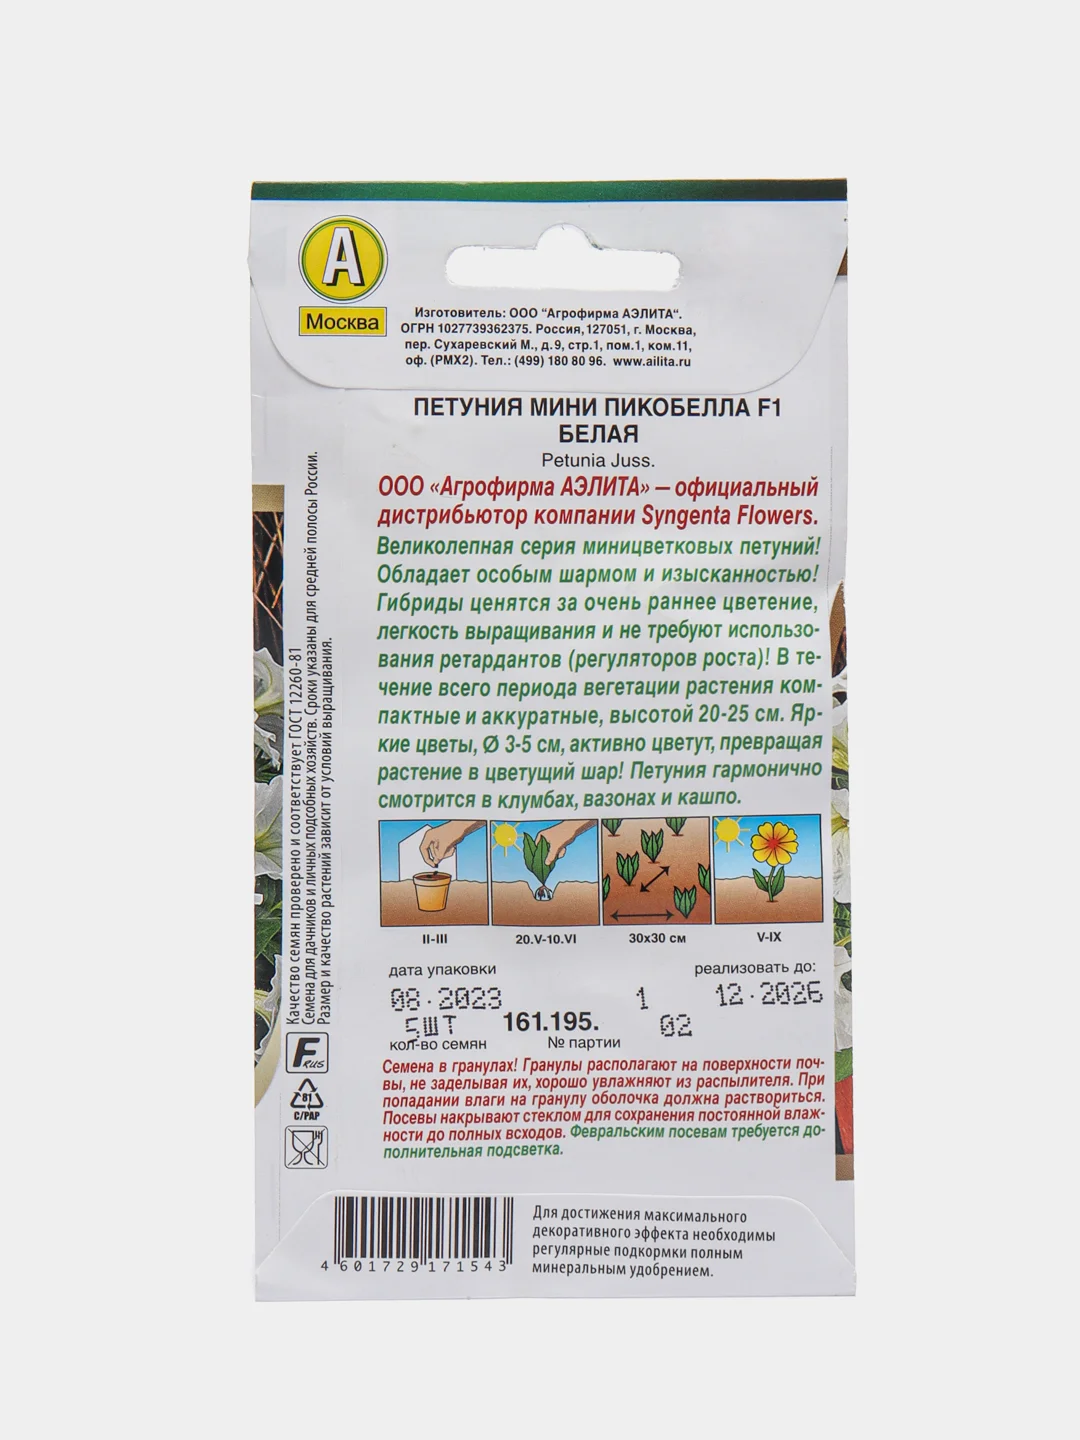 А
Москва
Изготовитель: ООО "Агрофирма АЭЛИТА".
ОГРН 1027739362375. Россия,127051, г. Москва,
пер. Сухаревский М., д.9, стр.1, пом.1, ком.11,
оф. (РМХ2). Тел.: (499) 180 80 96. www.ailita.ru
ПЕТУНИЯ МИНИ ПИКОБЕЛЛА F1
БЕЛАЯ
Petunia Juss.
ООО «Агрофирма АЭЛИТА» — официальный
дистрибьютор компании Syngenta Flowers.
Великолепная серия миницветковых петуний!
Обладает особым шармом и изысканностью!
Гибриды ценятся за очень раннее цветение,
легкость выращивания и не требуют использо-
вания ретардантов (регуляторов роста)! В те-
чение всего периода вегетации растения ком-
пактные и аккуратные, высотой 20-25 см. Яр-
кие цветы, Ø 3-5 см, активно цветут, превращая
растение в цветущий шар! Петуния гармонично
смотрится в клумбах, вазонах и кашпо.
II-III
20.V-10.VI
30х30 см
V-IX
дата упаковки
реализовать до:
08.2023
1
12.2026
5ШТ
161.195.
02
кол-во семян
№ партии
Семена в гранулах! Гранулы располагают на поверхности поч-
вы, не заделывая их, хорошо увлажняют из распылителя. При
попадании влаги на гранулу оболочка должна раствориться.
Посевы накрывают стеклом для сохранения постоянной влаж-
ности до полных всходов. Февральским посевам требуется до-
полнительная подсветка.
Качество семян проверено и соответствует ГОСТ 12260-81
Семена для дачников и личных подсобных хозяйств. Сроки указаны для средней полосы России.
Размер и качество растений зависит от условий выращивания.
F RUS
81
C/PAP
4 601729 171543
Для достижения максимального
декоративного эффекта необходимы
регулярные подкормки полным
минеральным удобрением.